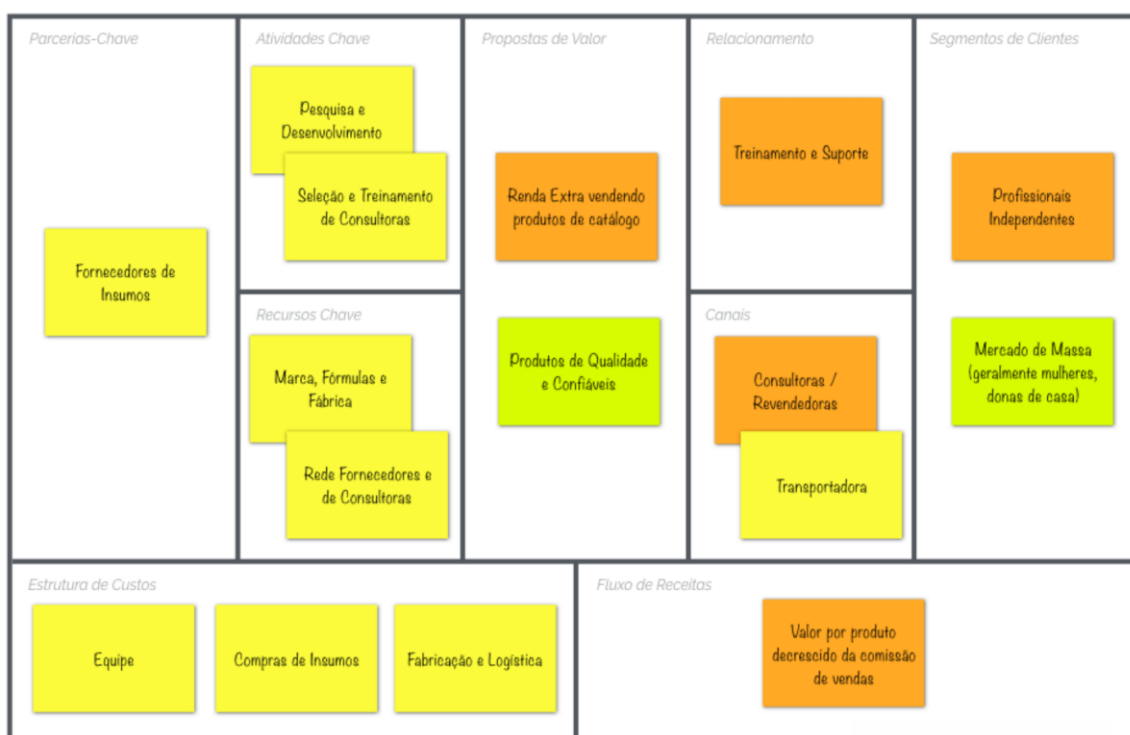 Parcerias-Chave
Fornecedores de
Insumos
Atividades Chave
Pesquisa e
Desenvolvimento
Seleção e Treinamento
de Consultoras
Recursos Chave
Marca, Fórmulas e
Fábrica
Rede Fornecedores e
de Consultoras
Propostas de Valor
Renda Extra vendendo
produtos de catálogo
Produtos de Qualidade
e Confiáveis
Relacionamento
Treinamento e Suporte
Canais
Consultoras /
Revendedoras
Transportadora
Segmentos de Clientes
Profissionais
Independentes
Mercado de Massa
(geralmente mulheres,
donas de casa)
Estrutura de Custos
Equipe
Compras de Insumos
Fabricação e Logística
Fluxo de Receitas
Valor por produto
decrescido da comissão
de vendas